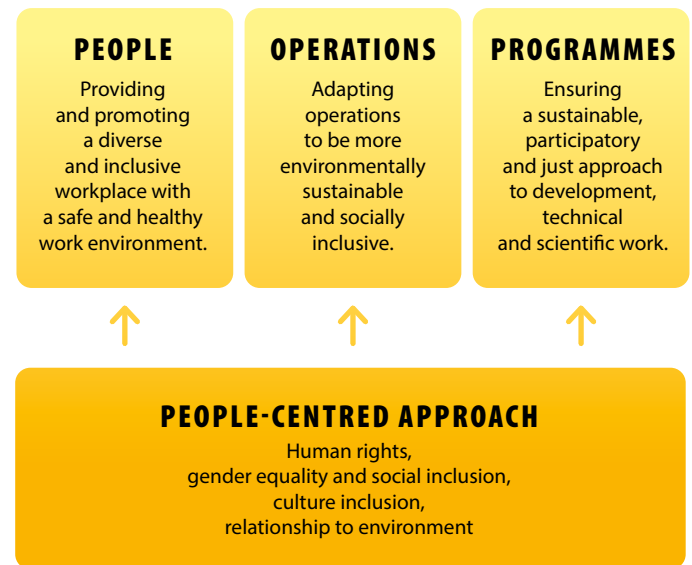 PEOPLE
Providing
and promoting
a diverse
and inclusive
workplace with
a safe and healthy
work environment.
OPERATIONS
Adapting
operations
to be more
environmentally
sustainable
and socially
inclusive.
PROGRAMMES
Ensuring
a sustainable,
participatory
and just approach
to development,
technical
and scientific work.
PEOPLE-CENTRED APPROACH
Human rights,
gender equality and social inclusion,
culture inclusion,
relationship to environment